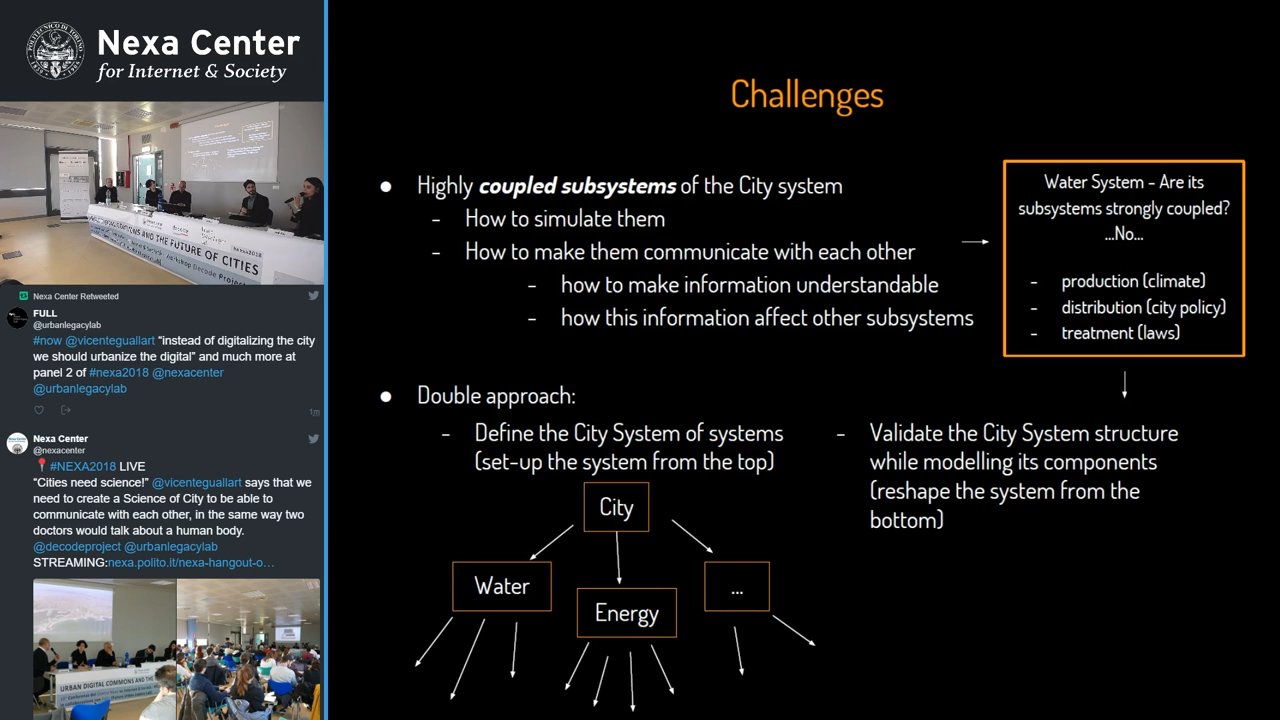 POLITECNICO DI TORINO
Nexa Center
for Internet & Society
AND THE FUTURE OF CITIES
Nexa Center Retweeted
FULL
@urbanlegacylab
#now @vicenteguallart “instead of digitalizing the city
we should urbanize the digital” and much more at
panel 2 of #nexa2018 @nexacenter
@urbanlegacylab
1m
Nexa Center
@nexacenter
#NEXA2018 LIVE
“Cities need science!” @vicenteguallart says that we
need to create a Science of City to be able to
communicate with each other, in the same way two
doctors would talk about a human body.
@decodeproject @urbanlegacylab
STREAMING:nexa.polito.it/nexa-hangout-o…
URBAN DIGITAL COMMONS AND THE
Challenges
● Highly coupled subsystems of the City system
- How to simulate them
- How to make them communicate with each other
- how to make information understandable
- how this information affect other subsystems
Water System - Are its
subsystems strongly coupled?
...No...
- production (climate)
- distribution (city policy)
- treatment (laws)
● Double approach:
- Define the City System of systems
(set-up the system from the top)
- Validate the City System structure
while modelling its components
(reshape the system from the
bottom)
City
Water
Energy
...